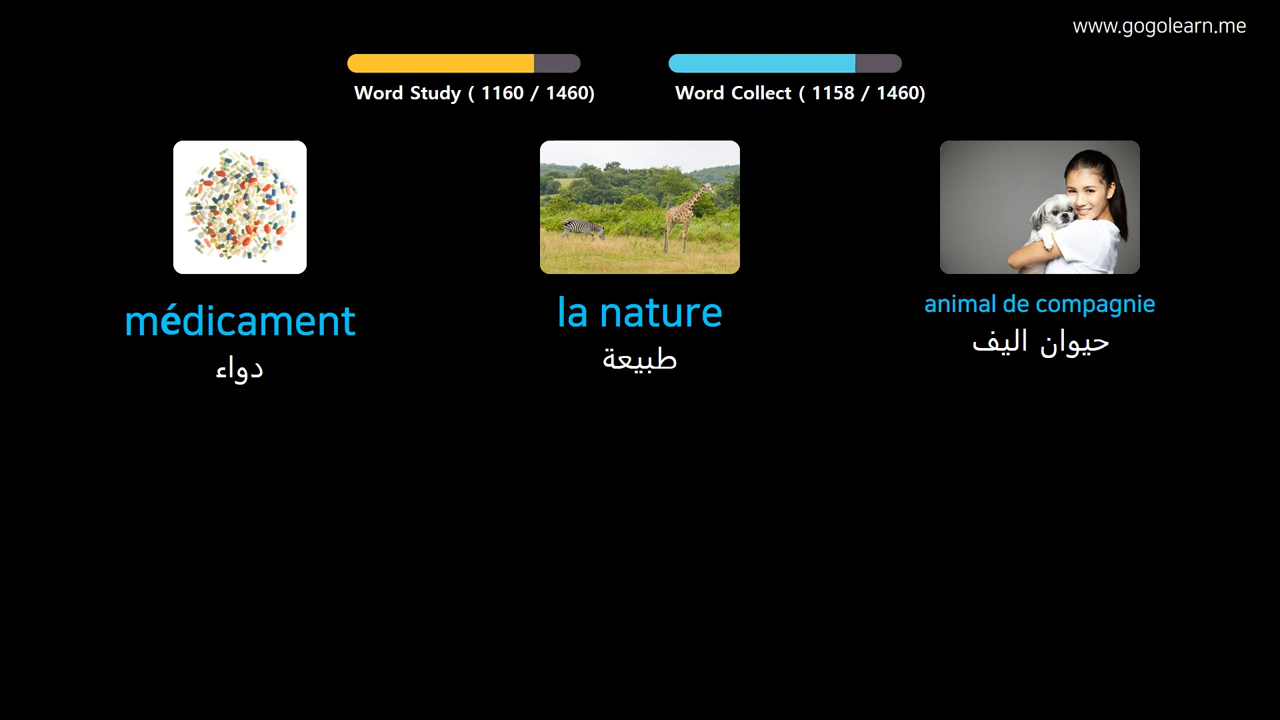 www.gogolearn.me
Word Study ( 1160 / 1460)
Word Collect ( 1158 / 1460)
médicament
دواء
la nature
طبيعة
animal de compagnie
حيوان اليف